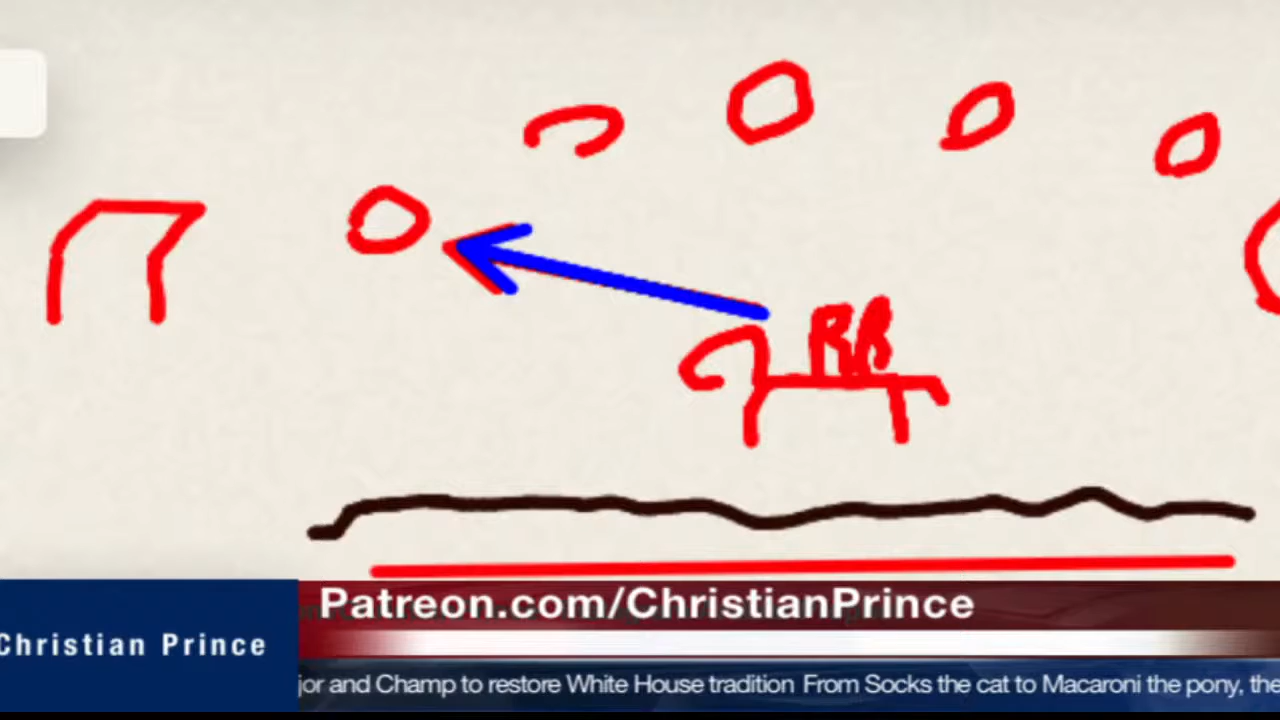 RR
Patreon.com/ChristianPrince
Christian Prince
jor and Champ to restore White House tradition From Socks the cat to Macaroni the pony, the